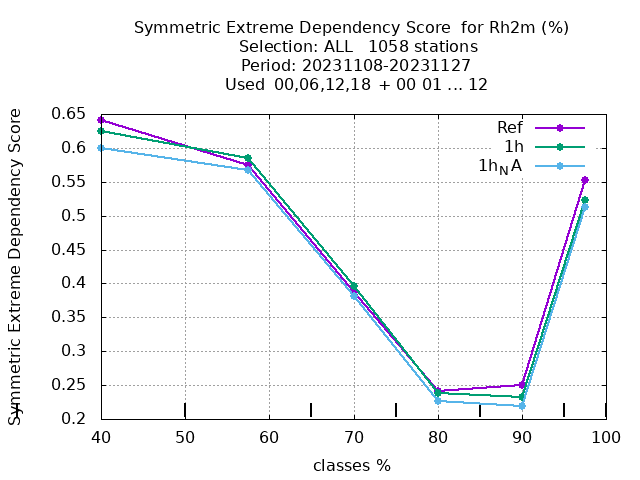 Symmetric Extreme Dependency Score for Rh2m (%)
Selection: ALL 1058 stations
Period: 20231108-20231127
Used 00,06,12,18 + 00 01 ... 12
Symmetric Extreme Dependency Score
0.65
0.6
0.55
0.5
0.45
0.4
0.35
0.3
0.25
0.2
Ref
1h
1h_NA
40 50 60 70 80 90 100
classes %